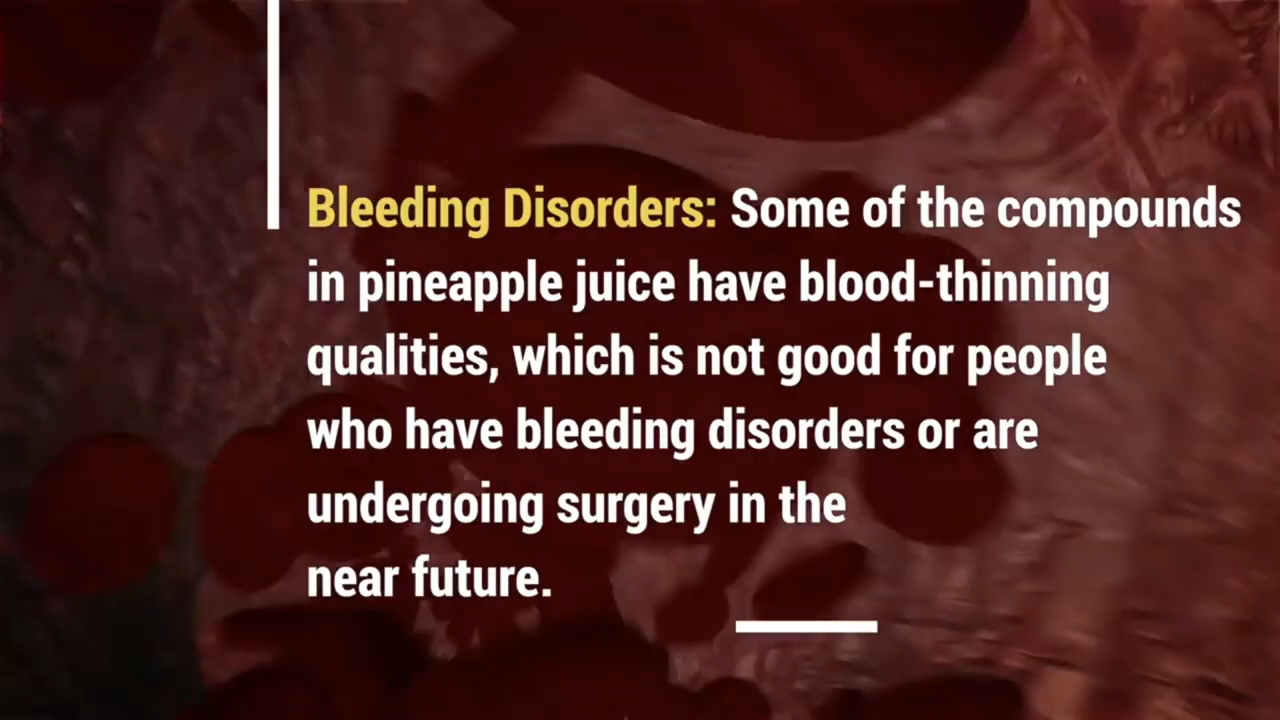 Bleeding Disorders: Some of the compounds
in pineapple juice have blood-thinning
qualities, which is not good for people
who have bleeding disorders or are
undergoing surgery in the
near future.